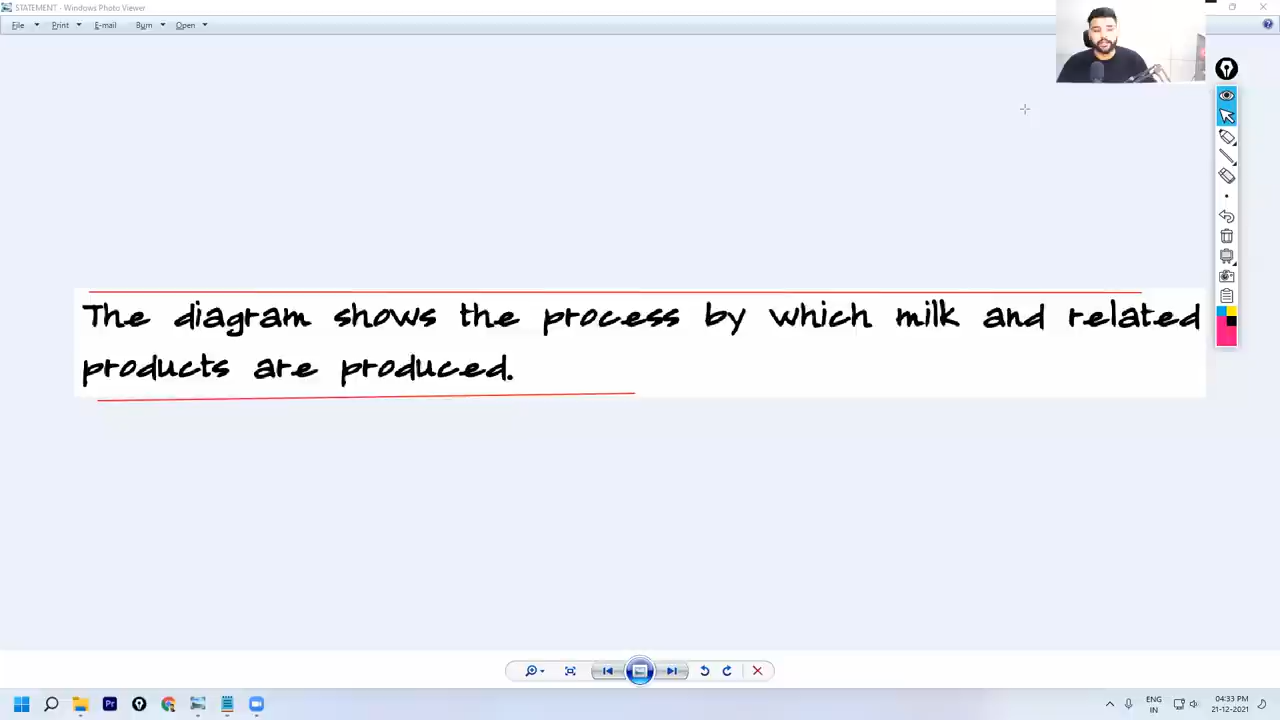 STATEMENT - Windows Photo Viewer
File Print E-mail Burn Open
The diagram shows the process by which milk and related
products are produced.
Pr
ENG
IN
04:33 PM
21-12-2021